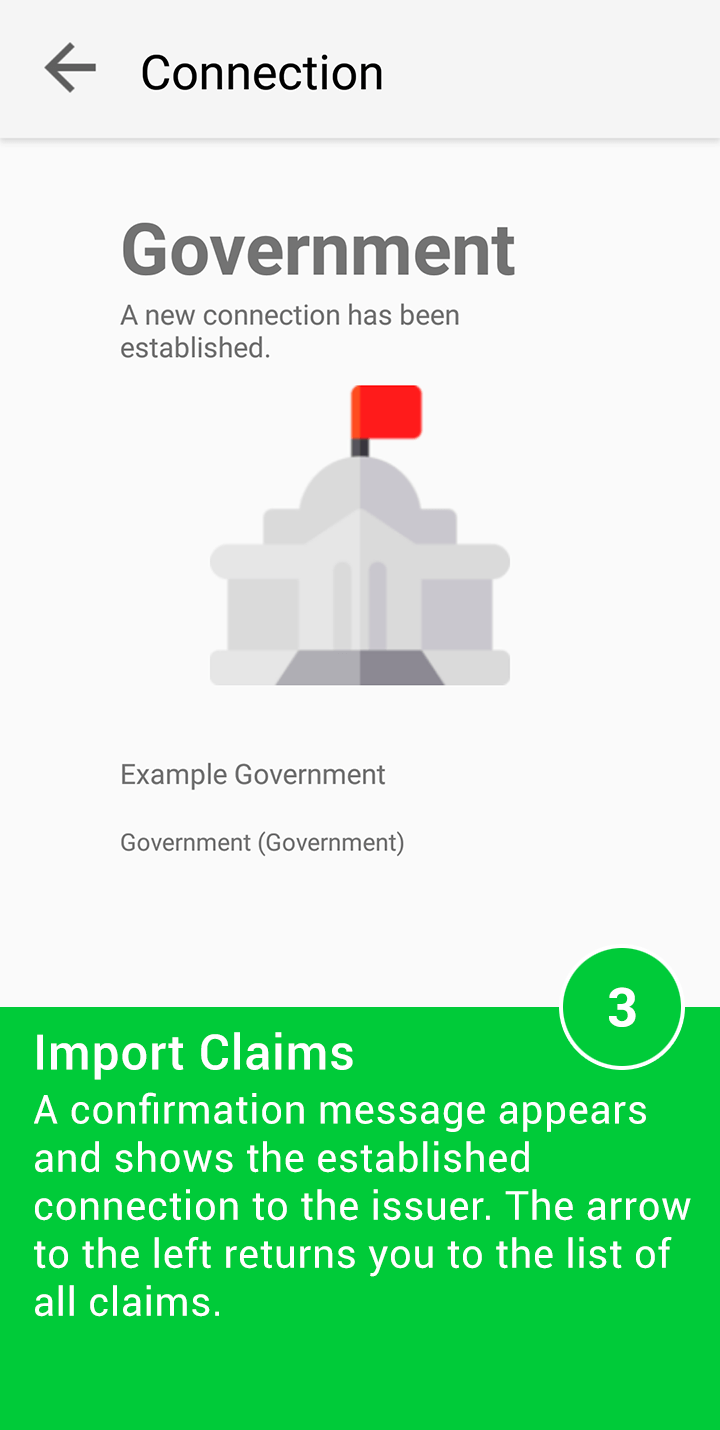 Connection
Government
A new connection has been
established.
Example Government
Government (Government)
3
Import Claims
A confirmation message appears
and shows the established
connection to the issuer. The arrow
to the left returns you to the list of
all claims.